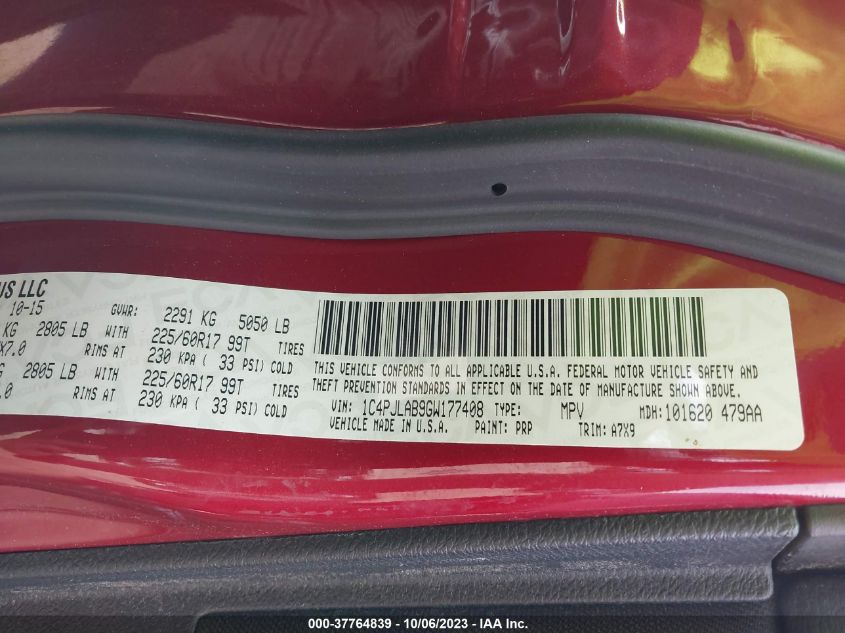 US LLC
10-15 GVWR: 2291 KG 5050 LB
KG 2805 LB WITH 225/60R17 99T TIRES
X7.0 RIMS AT 230 KPA ( 33 PSI) COLD
G 2805 LB WITH 225/60R17 99T TIRES
.0 RIMS AT 230 KPA ( 33 PSI) COLD
THIS VEHICLE CONFORMS TO ALL APPLICABLE U.S.A. FEDERAL MOTOR VEHICLE SAFETY AND
THEFT PREVENTION STANDARDS IN EFFECT ON THE DATE OF MANUFACTURE SHOWN ABOVE.
VIN: 1C4PJLAB9GW177408 TYPE: MPV MDH: 101620 479AA
VEHICLE MADE IN U.S.A. PAINT: PRP TRIM: A7X9
000-37764839 - 10/06/2023 - IAA Inc.